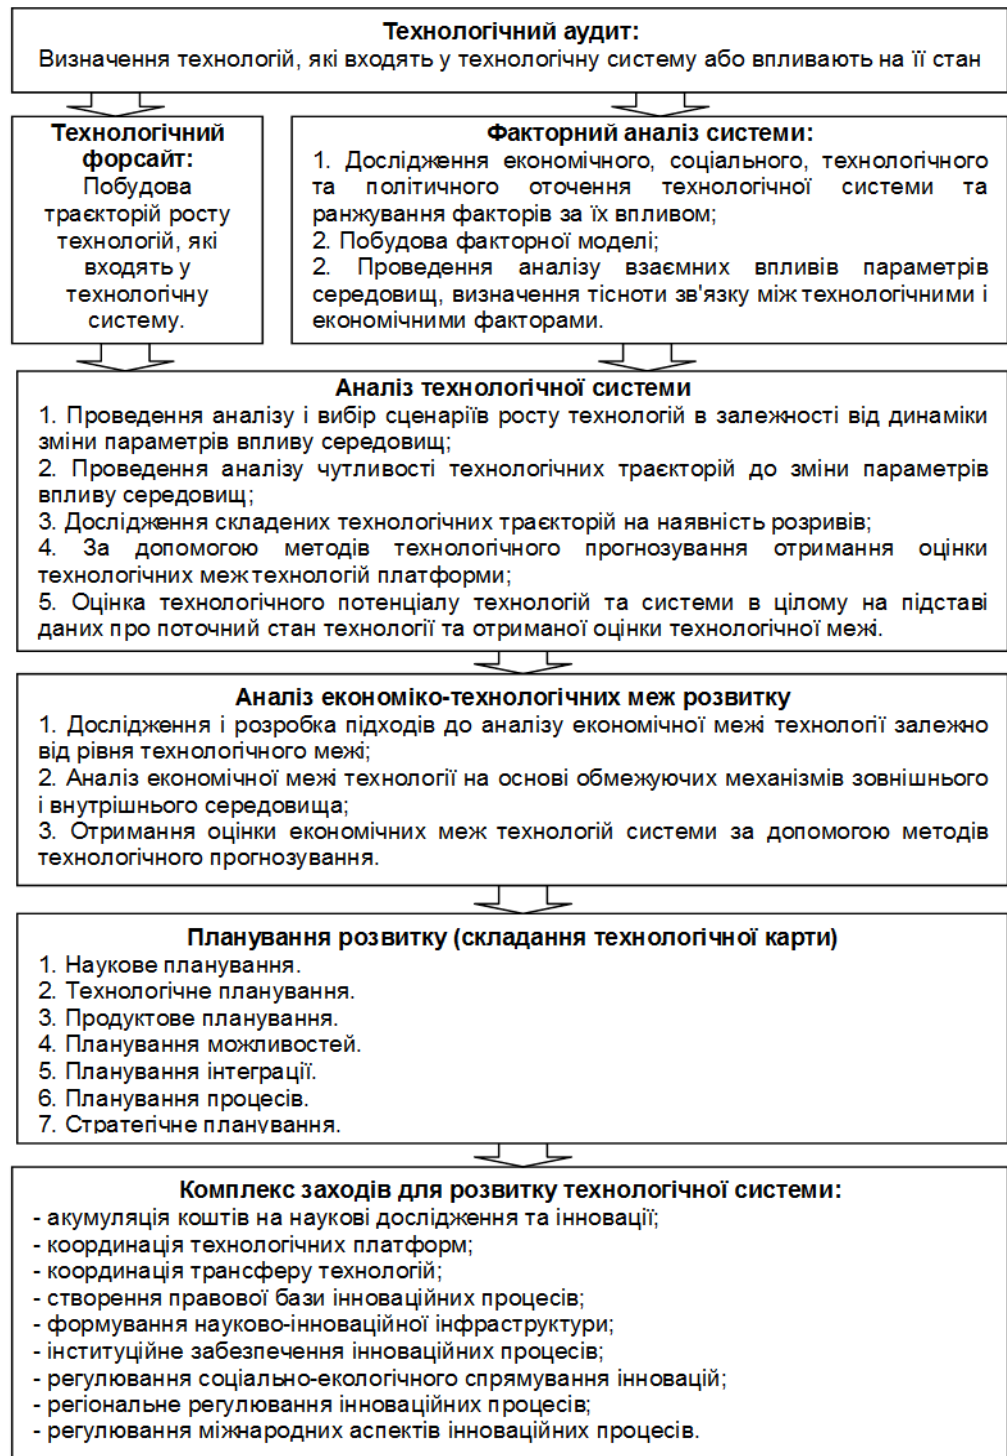 Технологічний аудит:
Визначення технологій, які входять у технологічну систему або впливають на її стан
Технологічний
форсайт:
Побудова
траєкторій росту
технологій, які
входять у
технологічну
систему.
Факторний аналіз системи:
1. Дослідження економічного, соціального, технологічного
та політичного оточення технологічної системи та
ранжування факторів за їх впливом;
2. Побудова факторної моделі;
2. Проведення аналізу взаємних впливів параметрів
середовищ, визначення тісноти зв'язку між технологічними і
економічними факторами.
Аналіз технологічної системи
1. Проведення аналізу і вибір сценаріїв росту технологій в залежності від динаміки
зміни параметрів впливу середовищ;
2. Проведення аналізу чутливості технологічних траєкторій до зміни параметрів
впливу середовищ;
3. Дослідження складених технологічних траєкторій на наявність розривів;
4. За допомогою методів технологічного прогнозування отримання оцінки
технологічних меж технологій платформи;
5. Оцінка технологічного потенціалу технологій та системи в цілому на підставі
даних про поточний стан технології та отриманої оцінки технологічної межі.
Аналіз економіко-технологічних меж розвитку
1. Дослідження і розробка підходів до аналізу економічної межі технології залежно
від рівня технологічного межі;
2. Аналіз економічної межі технології на основі обмежуючих механізмів зовнішнього
і внутрішнього середовища;
3. Отримання оцінки економічних меж технологій системи за допомогою методів
технологічного прогнозування.
Планування розвитку (складання технологічної карти)
1. Наукове планування.
2. Технологічне планування.
3. Продуктове планування.
4. Планування можливостей.
5. Планування інтеграції.
6. Планування процесів.
7. Стратегічне планування.
Комплекс заходів для розвитку технологічної системи:
- акумуляція коштів на наукові дослідження та інновації;
- координація технологічних платформ;
- координація трансферу технологій;
- створення правової бази інноваційних процесів;
- формування науково-інноваційної інфраструктури;
- інституційне забезпечення інноваційних процесів;
- регулювання соціально-екологічного спрямування інновацій;
- регіональне регулювання інноваційних процесів;
- регулювання міжнародних аспектів інноваційних процесів.